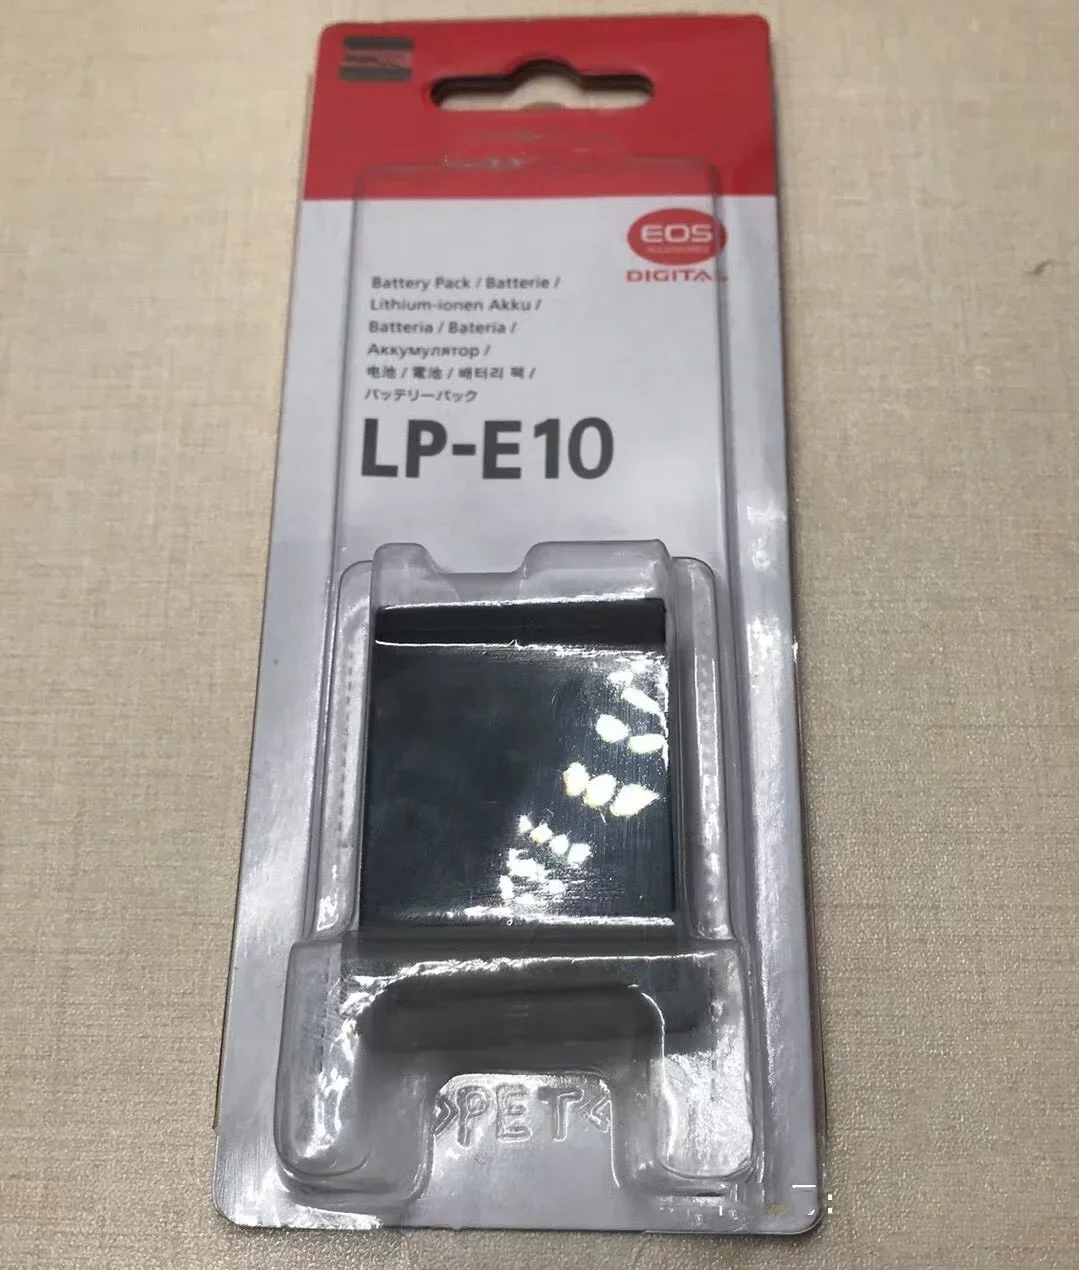 EOS
DIGITAL
Battery Pack / Batterie /
Lithium-ionen Akku /
Batteria / Bateria /
Аккумулятор /
电池 / 電池 / 배터리 팩 /
バッテリーパック
LP-E10
>PET<